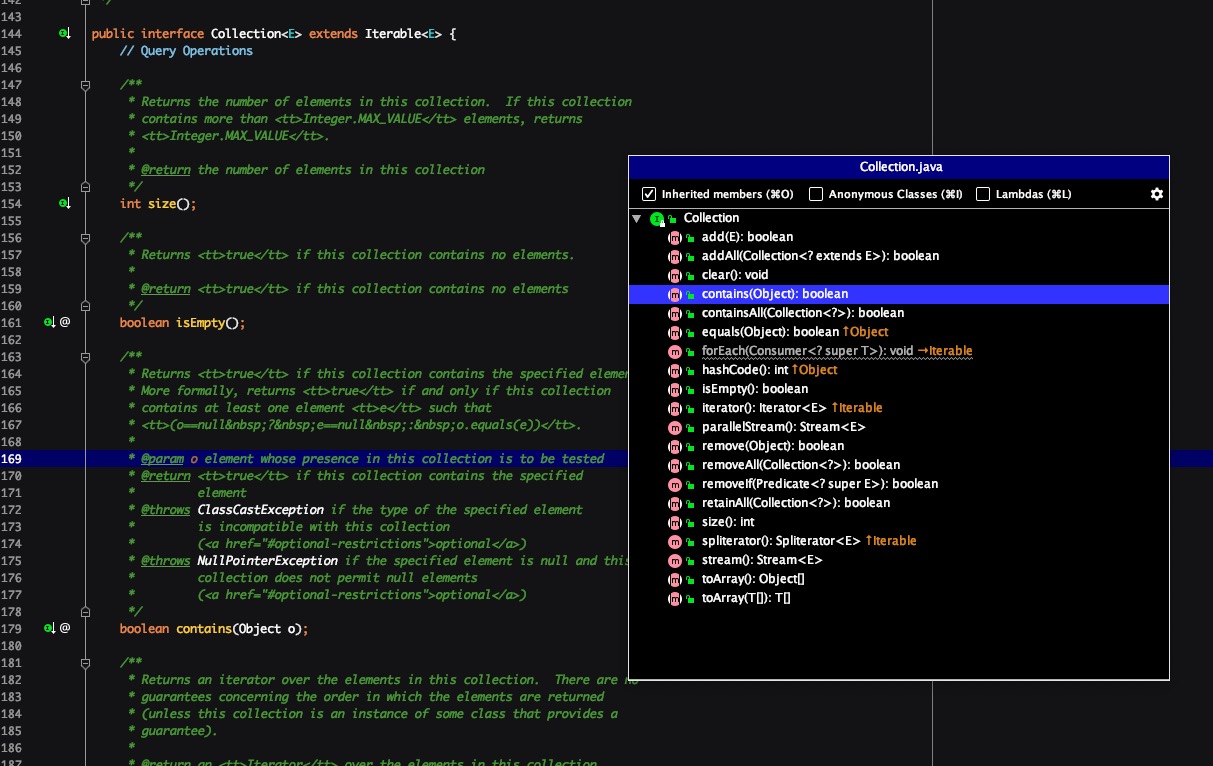 142 */
143
144 public interface Collection<E> extends Iterable<E> {
145 // Query Operations
146
147 /**
148 * Returns the number of elements in this collection.  If this collection
149 * contains more than <tt>Integer.MAX_VALUE</tt> elements, returns
150 * <tt>Integer.MAX_VALUE</tt>.
151 *
152 * @return the number of elements in this collection
153 */
154 int size();
155
156 /**
157 * Returns <tt>true</tt> if this collection contains no elements.
158 *
159 * @return <tt>true</tt> if this collection contains no elements
160 */
161 @ boolean isEmpty();
162
163 /**
164 * Returns <tt>true</tt> if this collection contains the specified eleme
165 * More formally, returns <tt>true</tt> if and only if this collection
166 * contains at least one element <tt>e</tt> such that
167 * <tt>(o==null&nbsp;?&nbsp;e==null&nbsp;:&nbsp;o.equals(e))</tt>.
168 *
169 * @param o element whose presence in this collection is to be tested
170 * @return <tt>true</tt> if this collection contains the specified
171 *         element
172 * @throws ClassCastException if the type of the specified element
173 *         is incompatible with this collection
174 *         (<a href="#optional-restrictions">optional</a>)
175 * @throws NullPointerException if the specified element is null and this
176 *         collection does not permit null elements
177 *         (<a href="#optional-restrictions">optional</a>)
178 */
179 @ boolean contains(Object o);
180
181 /**
182 * Returns an iterator over the elements in this collection.  There are no
183 * guarantees concerning the order in which the elements are returned
184 * (unless this collection is an instance of some class that provides a
185 * guarantee).
186 *
187 * @return an <tt>Iterator</tt> over the elements in this collection
Collection.java
Inherited members (⌘O) Anonymous Classes (⌘I) Lambdas (⌘L)
Collection
add(E): boolean
addAll(Collection<? extends E>): boolean
clear(): void
contains(Object): boolean
containsAll(Collection<?>): boolean
equals(Object): boolean ↑Object
forEach(Consumer<? super T>): void →Iterable
hashCode(): int ↑Object
isEmpty(): boolean
iterator(): Iterator<E> ↑Iterable
parallelStream(): Stream<E>
remove(Object): boolean
removeAll(Collection<?>): boolean
removeIf(Predicate<? super E>): boolean
retainAll(Collection<?>): boolean
size(): int
spliterator(): Spliterator<E> ↑Iterable
stream(): Stream<E>
toArray(): Object[]
toArray(T[]): T[]